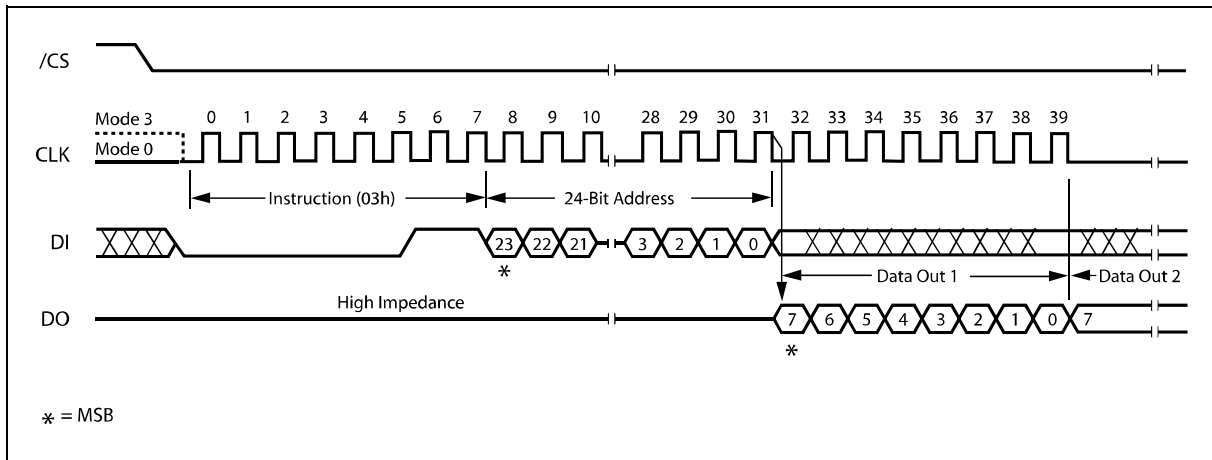 /CS
Mode 3
0 1 2 3 4 5 6 7 8 9 10 28 29 30 31 32 33 34 35 36 37 38 39
CLK
Mode 0
Instruction (03h)
24-Bit Address
DI
23 22 21 3 2 1 0
*
Data Out 1
Data Out 2
High Impedance
DO
7 6 5 4 3 2 1 0 7
*
* = MSB